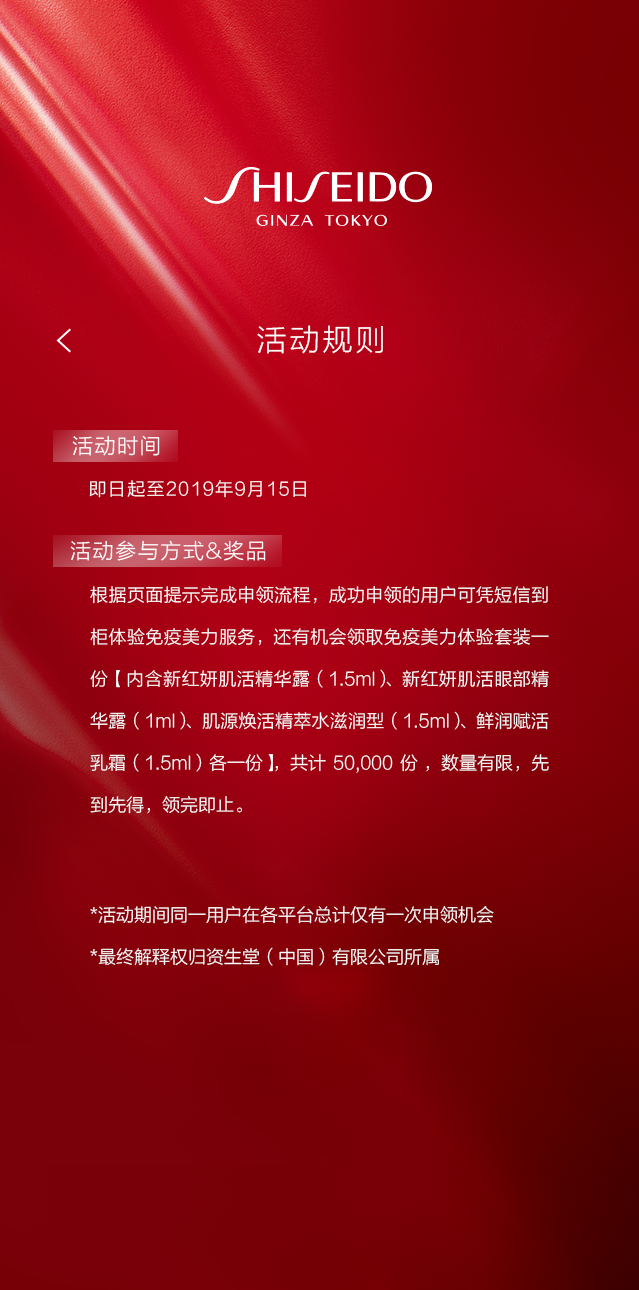 SHISEIDO
GINZA TOKYO
活动规则
活动时间
即日起至2019年9月15日
活动参与方式&奖品
根据页面提示完成申领流程，成功申领的用户可凭短信到
柜体验免疫美力服务，还有机会领取免疫美力体验套装一
份【内含新红妍肌活精华露（1.5ml）、新红妍肌活眼部精
华露（1ml）、肌源焕活精萃水滋润型（1.5ml）、鲜润赋活
乳霜（1.5ml）各一份】，共计 50,000 份 ，数量有限，先
到先得，领完即止。
*活动期间同一用户在各平台总计仅有一次申领机会
*最终解释权归资生堂（中国）有限公司所属